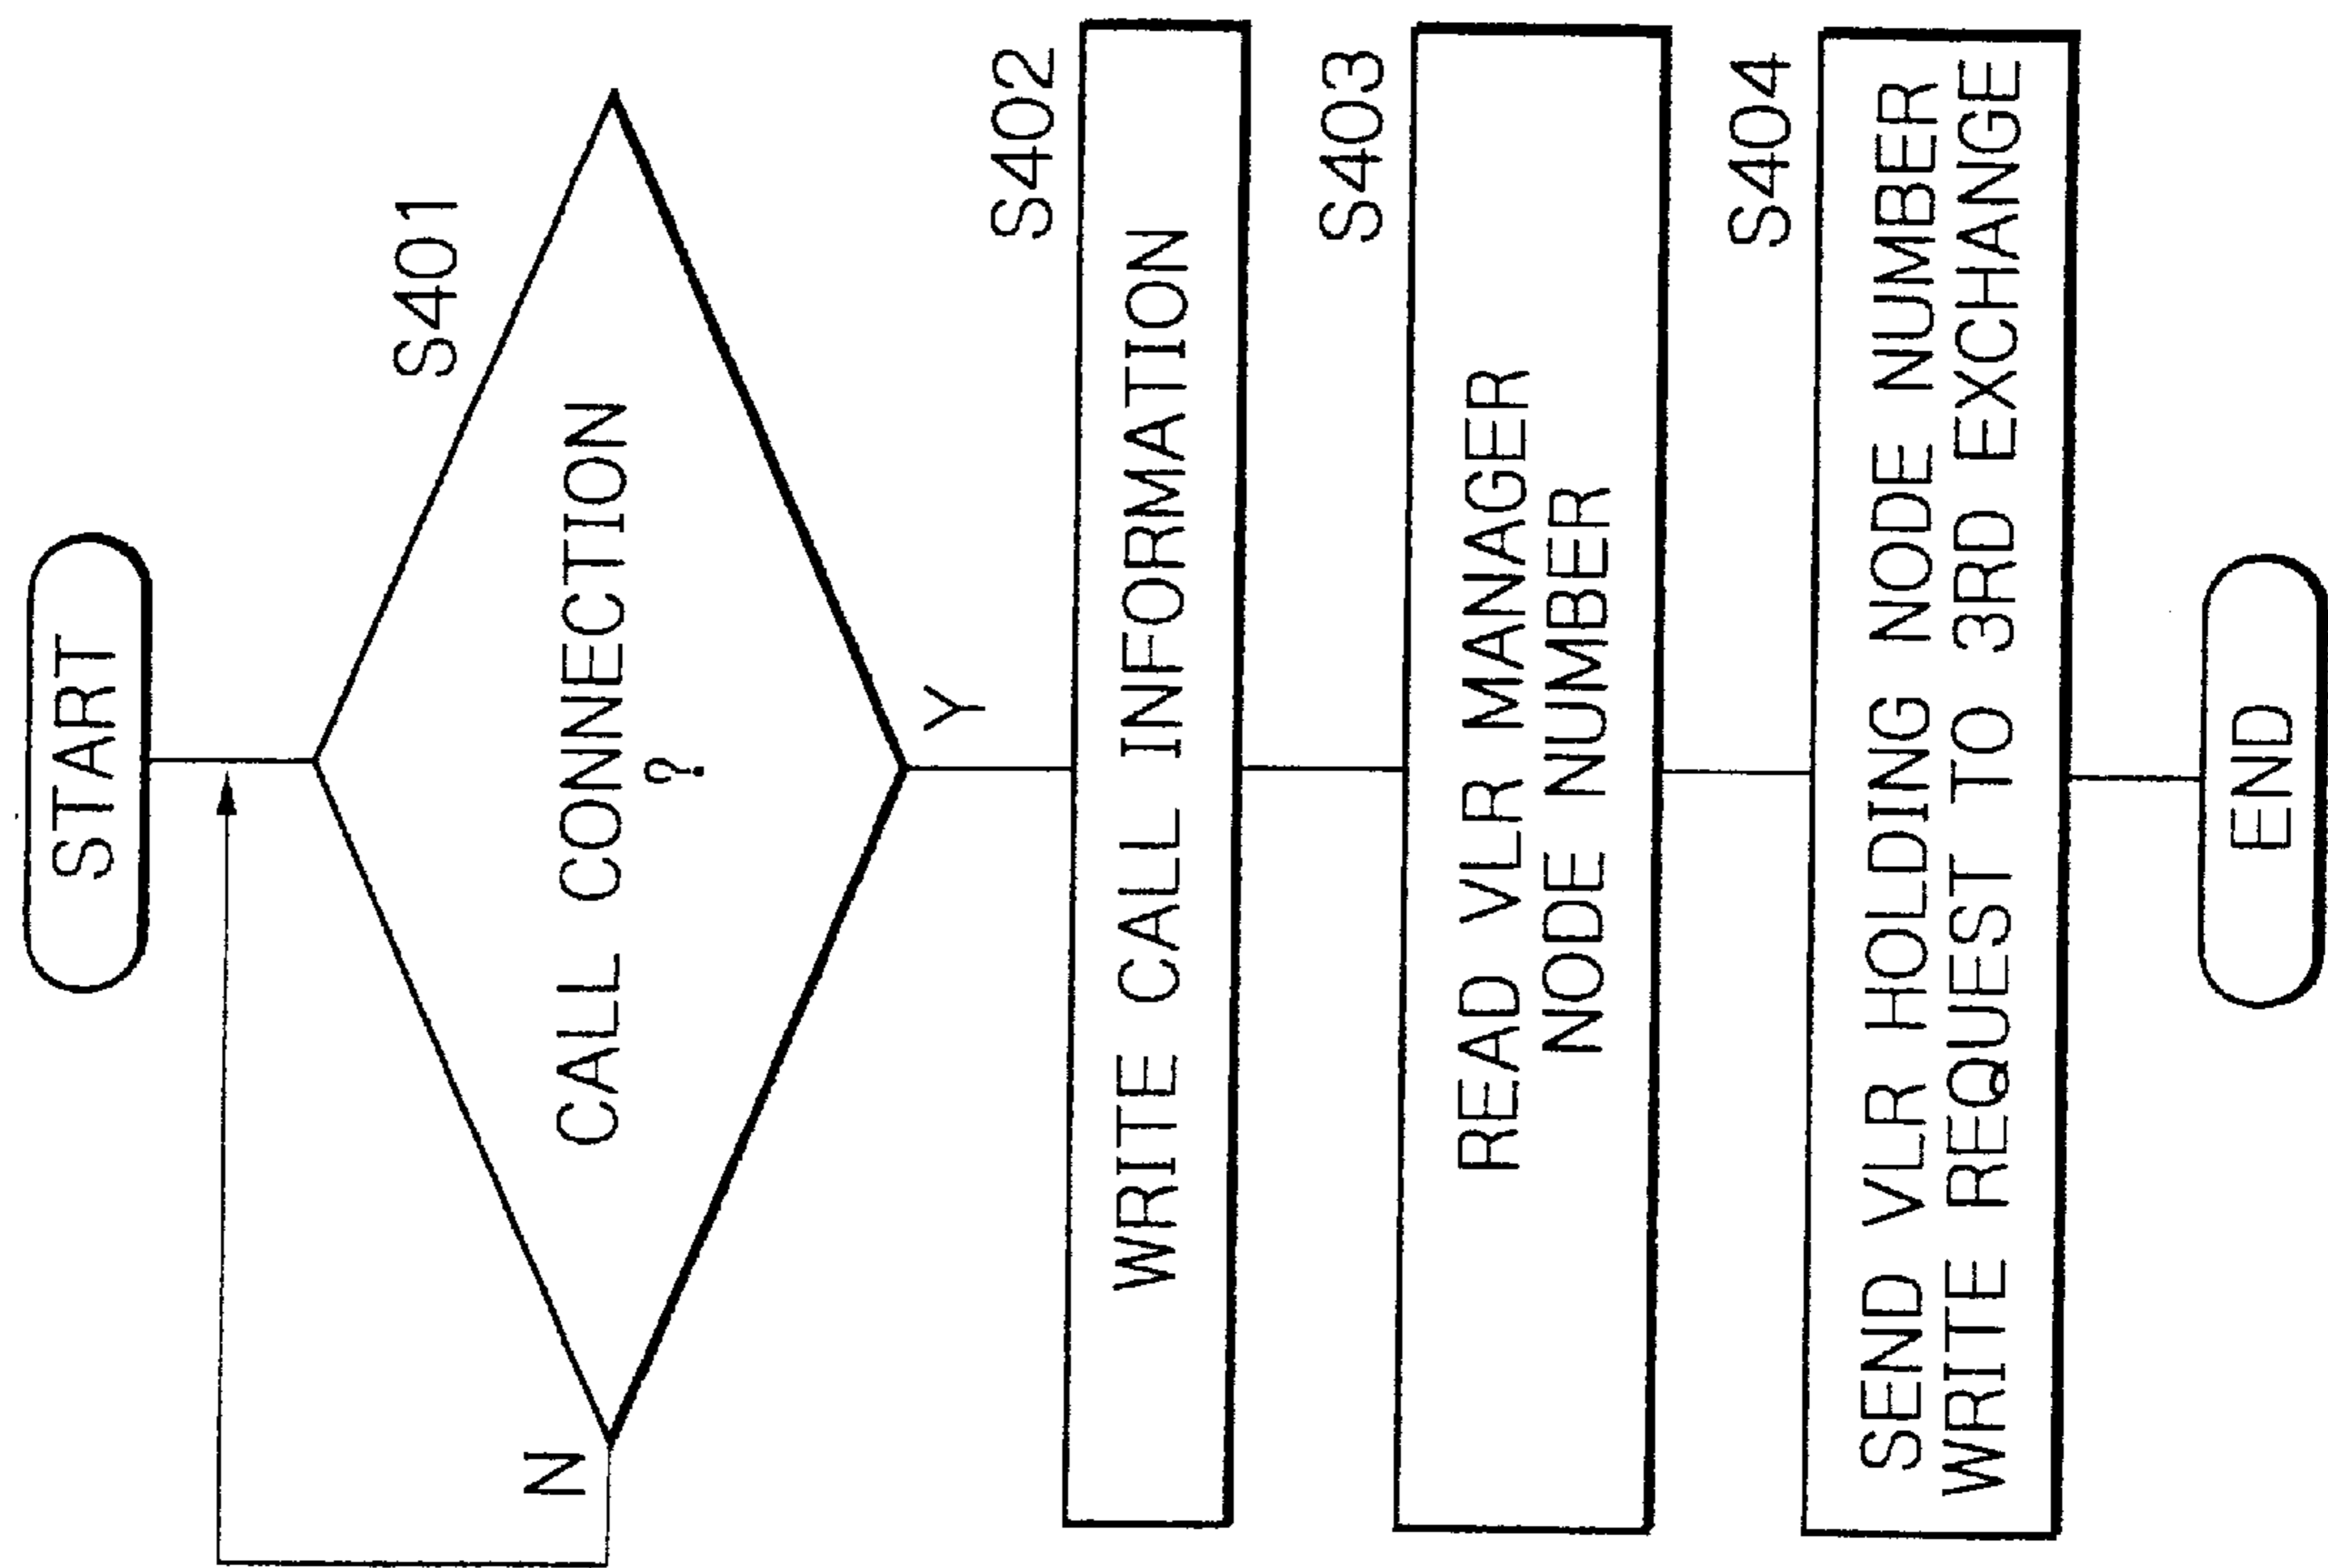 START
S401
CALL CONNECTION
?
N
Y
S402
WRITE CALL INFORMATION
S403
READ VLR MANAGER
NODE NUMBER
S404
SEND VLR HOLDING NODE NUMBER
WRITE REQUEST TO 3RD EXCHANGE
END